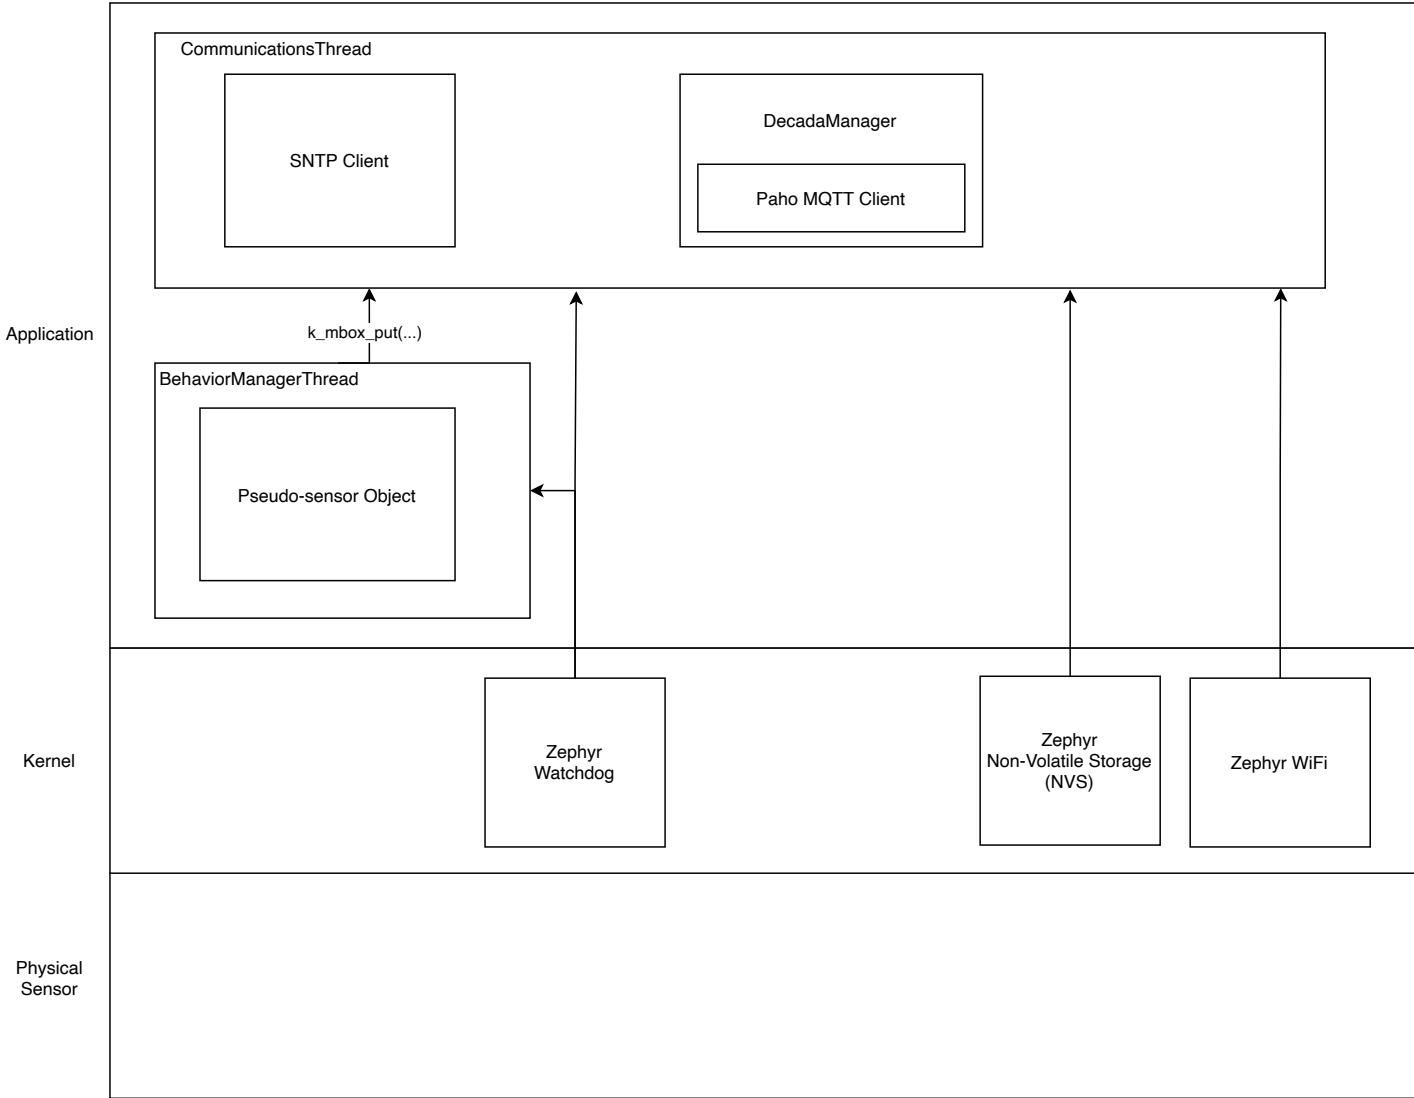 CommunicationsThread
SNTP Client
DecadaManager
Paho MQTT Client
Application
k_mbox_put(...)
BehaviorManagerThread
Pseudo-sensor Object
Kernel
Zephyr
Watchdog
Zephyr
Non-Volatile Storage
(NVS)
Zephyr WiFi
Physical
Sensor